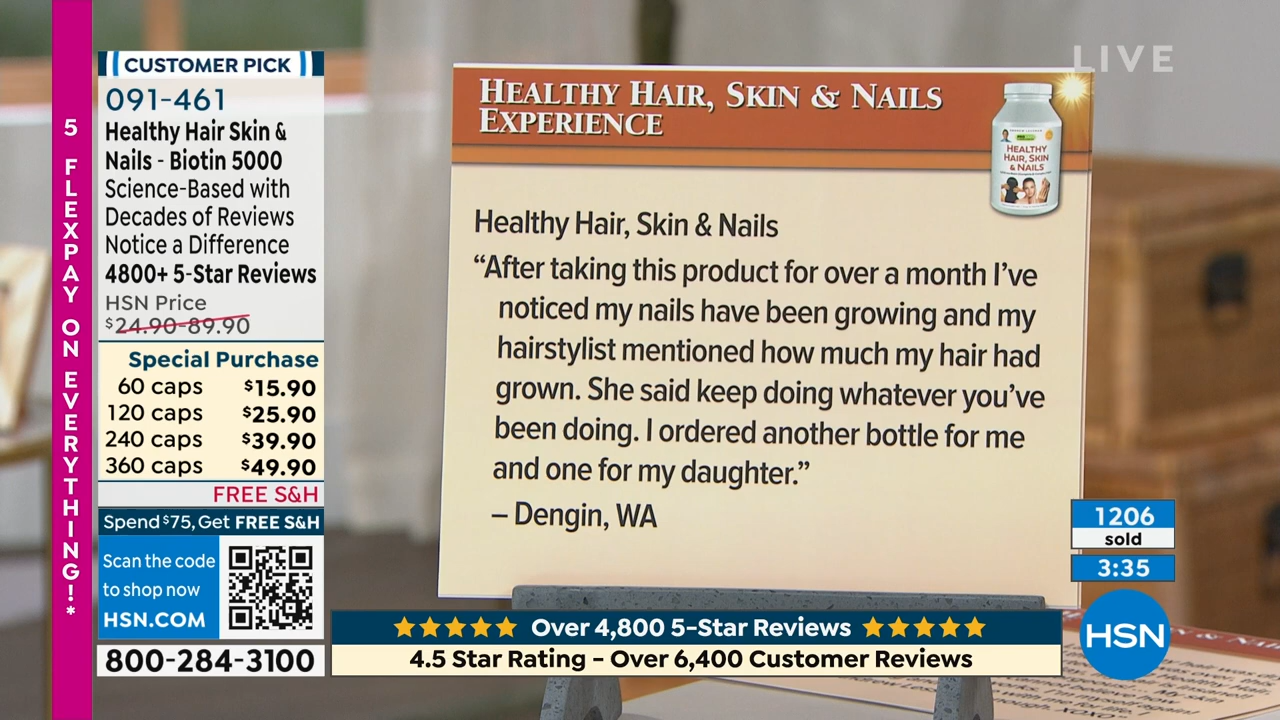 5 FLEXPAY ON EVERYTHING!*
CUSTOMER PICK
091-461
Healthy Hair Skin &
Nails - Biotin 5000
Science-Based with
Decades of Reviews
Notice a Difference
4800+ 5-Star Reviews
HSN Price
$24.90-89.90
Special Purchase
60 caps $15.90
120 caps $25.90
240 caps $39.90
360 caps $49.90
FREE S&H
Spend $75, Get FREE S&H
Scan the code
to shop now
HSN.COM
800-284-3100
LIVE
HEALTHY HAIR, SKIN & NAILS
EXPERIENCE
HEALTHY
HAIR, SKIN
& NAILS
Healthy Hair, Skin & Nails
“After taking this product for over a month I’ve
noticed my nails have been growing and my
hairstylist mentioned how much my hair had
grown. She said keep doing whatever you’ve
been doing. I ordered another bottle for me
and one for my daughter.”
– Dengin, WA
1206
sold
3:35
HSN
Over 4,800 5-Star Reviews
4.5 Star Rating – Over 6,400 Customer Reviews